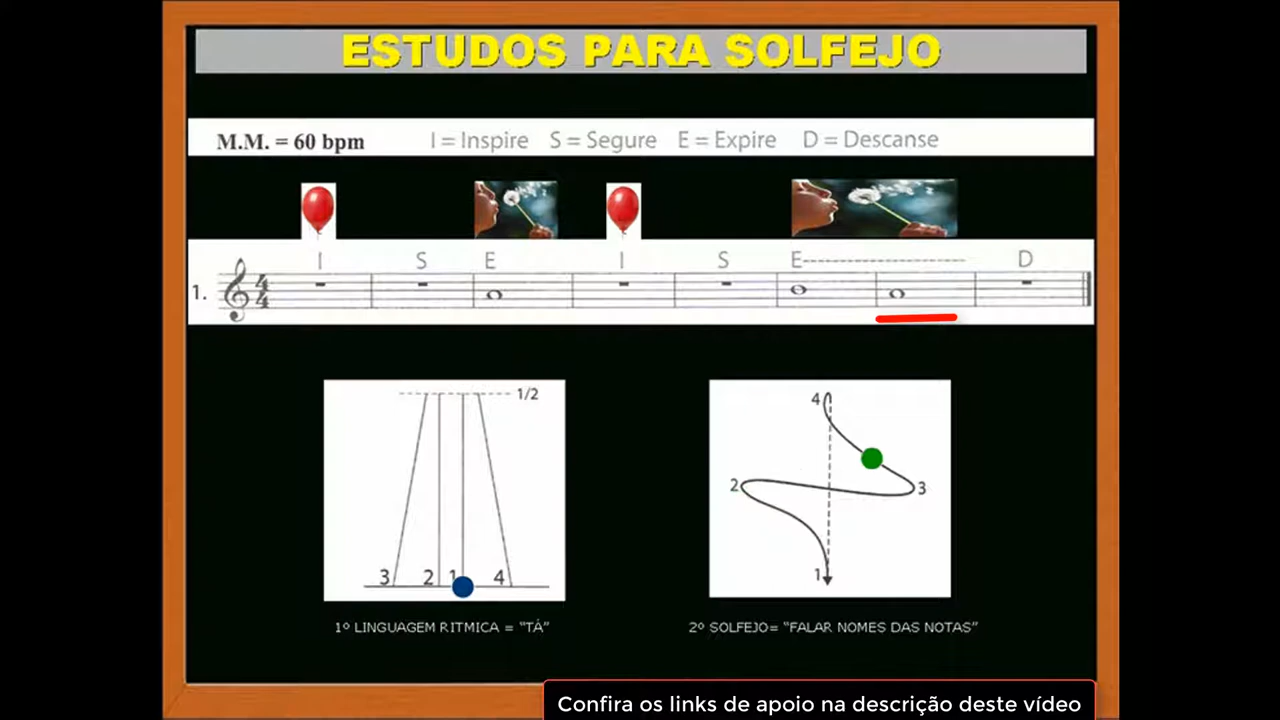 ESTUDOS PARA SOLFEJO
M.M. = 60 bpm I = Inspire S = Segure E = Expire D = Descanse
I S E I S E D
1. 4 4
1/2
3 2 1 4
4
2 3
1
1º LINGUAGEM RITMICA = “TÁ”
2º SOLFEJO= “FALAR NOMES DAS NOTAS”
Confira os links de apoio na descrição deste vídeo